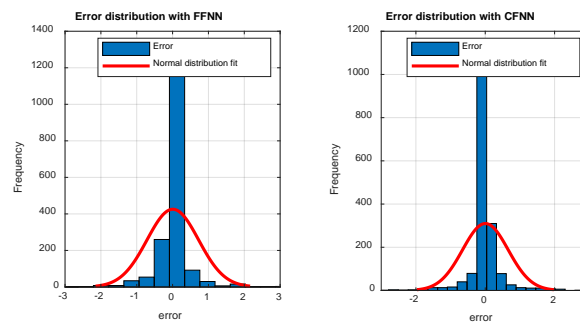 Error distribution with FFNN
1400
1200
1000
800
600
400
200
0
Frequency
-3
-2
-1
0
1
2
3
error
Error
Normal distribution fit
Error distribution with CFNN
1200
1000
800
600
400
200
0
Frequency
-2
0
2
error
Error
Normal distribution fit